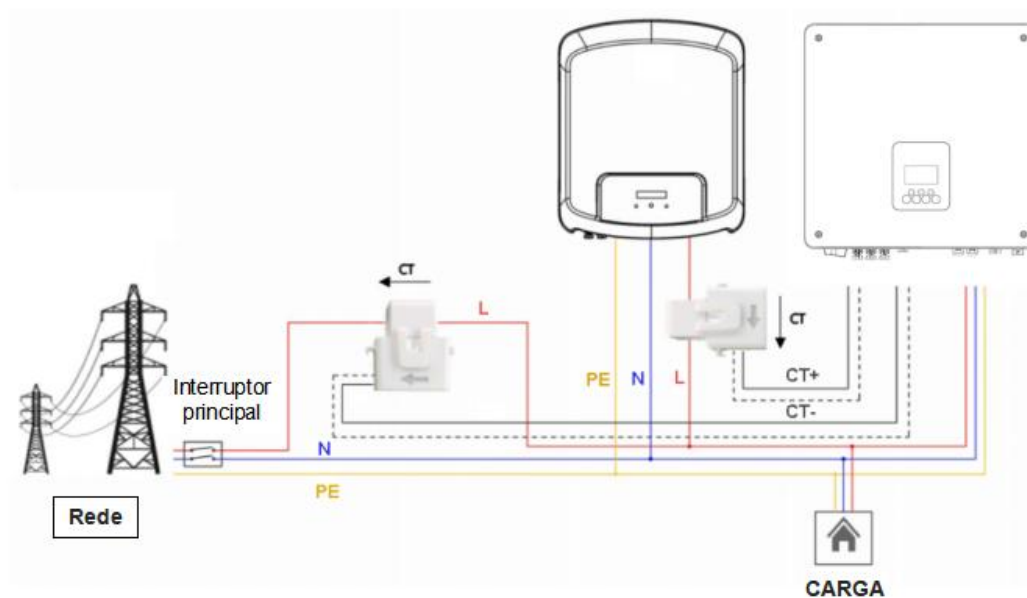 CT
L
CT
Interruptor
principal
PE
N
L
CT+
CT-
N
PE
Rede
CARGA